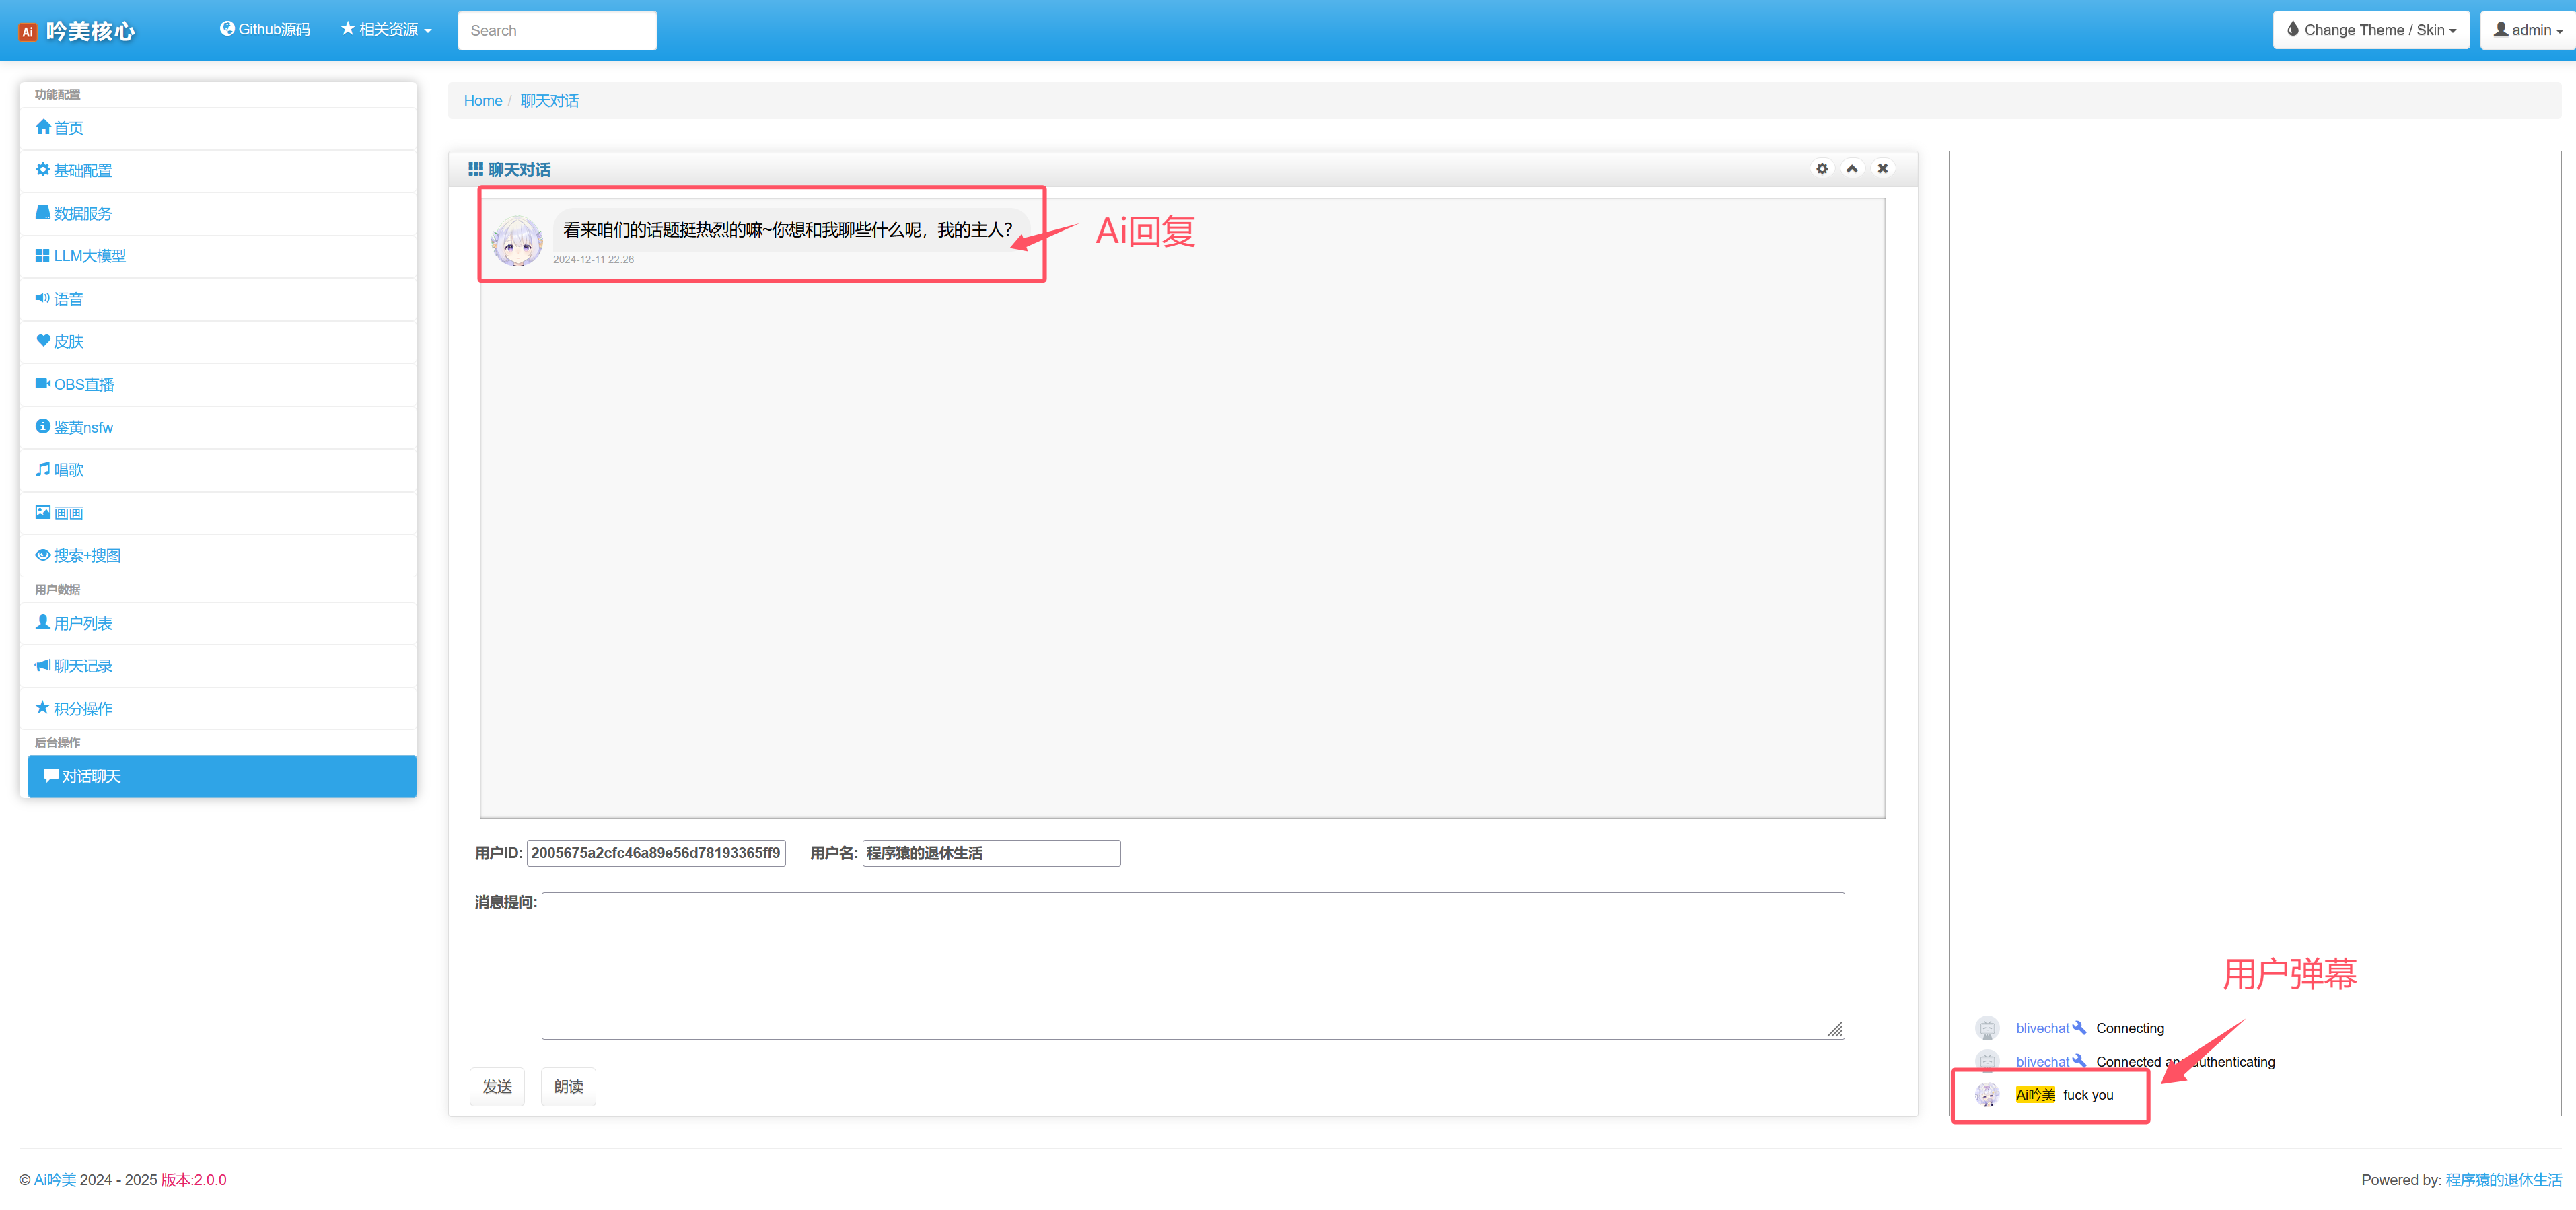 Ai 吟美核心
Github源码
相关资源
Search
Change Theme / Skin
admin
功能配置
首页
基础配置
数据服务
LLM大模型
语音
皮肤
OBS直播
鉴黄nsfw
唱歌
画画
搜索+搜图
用户数据
用户列表
聊天记录
积分操作
后台操作
对话聊天
Home / 聊天对话
聊天对话
看来咱们的话题挺热烈的嘛~你想和我聊些什么呢，我的主人？
2024-12-11 22:26
Ai回复
用户ID: 2005675a2cfc46a89e56d78193365ff9 用户名: 程序猿的退休生活
消息提问:
发送 朗读
用户弹幕
blivechat Connecting
blivechat Connected and authenticating
Ai吟美 fuck you
© Ai吟美 2024 - 2025 版本:2.0.0
Powered by: 程序猿的退休生活